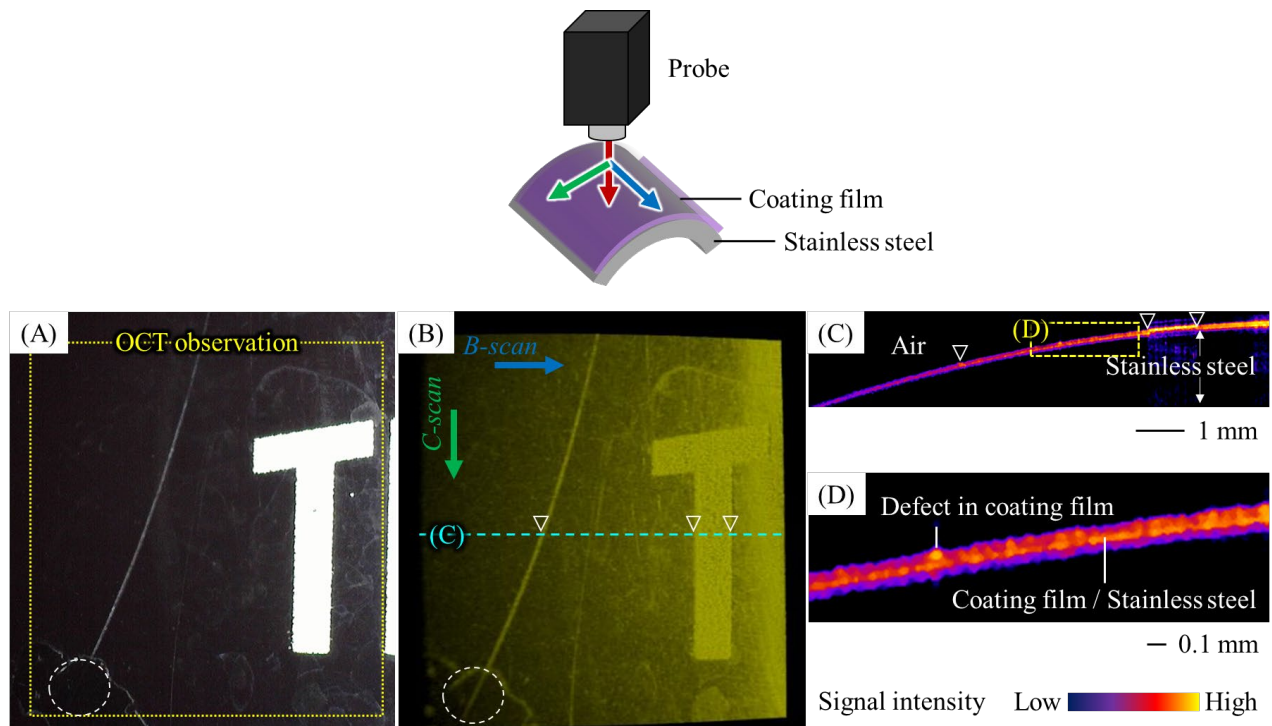 Probe
Coating film
Stainless steel
(A)
OCT observation
T
(B)
B-scan
C-scan
(C)
T
(C)
Air
(D)
Stainless steel
1 mm
(D)
Defect in coating film
Coating film / Stainless steel
0.1 mm
Signal intensity Low High